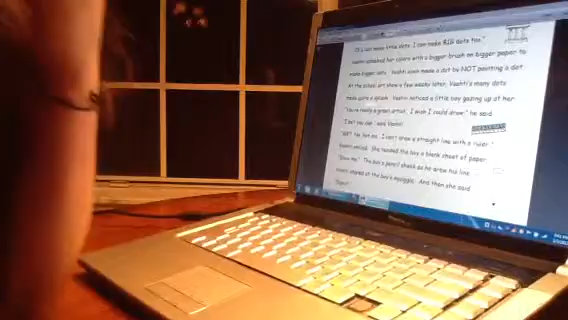 "If I can make little dots, I can make BIG dots too."
Vashti splashed her colors with a bigger brush on bigger paper to
make bigger dots. Vashti even made a dot by NOT painting a dot.
At the school art show a few weeks later, Vashti's many dots
made quite a splash. Vashti noticed a little boy gazing up at her.
"You're really a great artist. I wish I could draw," he said.
"I bet you can," said Vashti.
"ME? No, not me. I can't draw a straight line with a ruler."
Vashti smiled. She handed the boy a blank sheet of paper.
"Show me." The boy's pencil shook as he drew his line.
Vashti stared at the boy's squiggle. And then she said